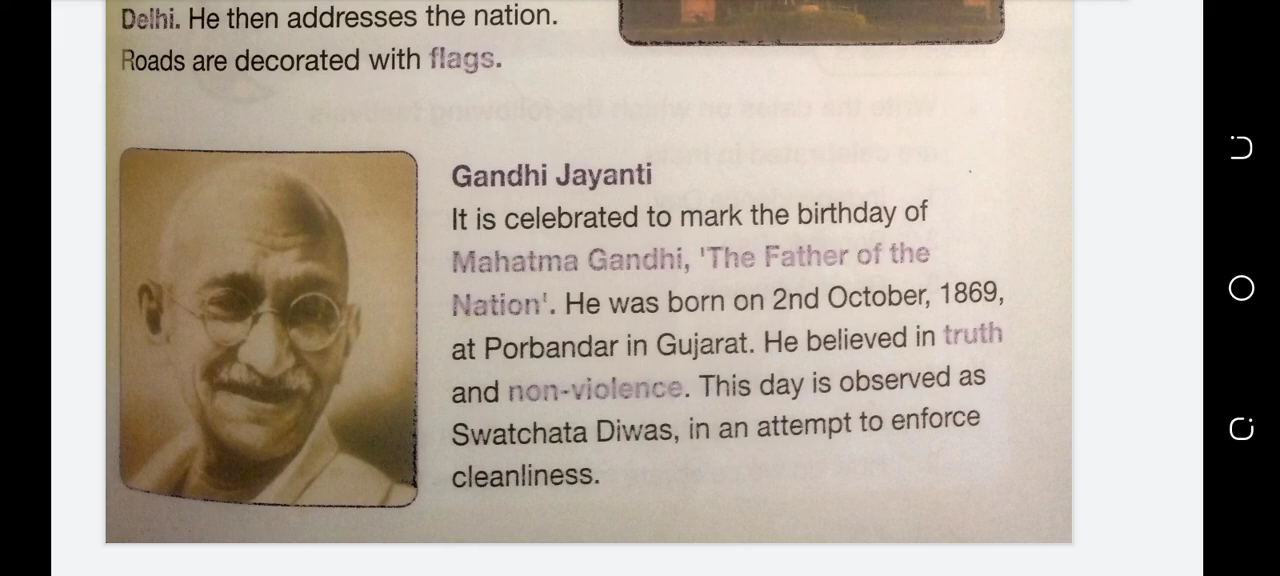 Delhi. He then addresses the nation.
Roads are decorated with flags.
Gandhi Jayanti
It is celebrated to mark the birthday of
Mahatma Gandhi, 'The Father of the
Nation'. He was born on 2nd October, 1869,
at Porbandar in Gujarat. He believed in truth
and non-violence. This day is observed as
Swatchata Diwas, in an attempt to enforce
cleanliness.